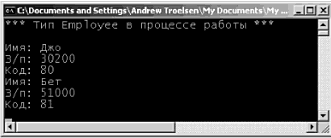 C:\Documents and Settings\Andrew Troelsen\My Documents\My ...
*** Тип Employee в процессе работы ***
Имя: Джо
З/п: 30200
Код: 80
Имя: Бет
З/п: 51000
Код: 81